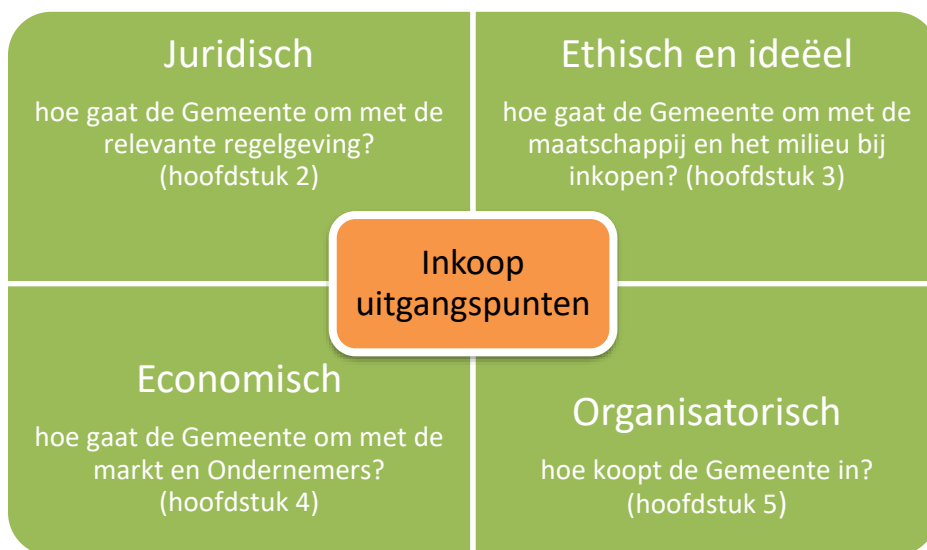 Juridisch
hoe gaat de Gemeente om met de
relevante regelgeving?
(hoofdstuk 2)
Ethisch en ideëel
hoe gaat de Gemeente om met de
maatschappij en het milieu bij
inkopen? (hoofdstuk 3)
Inkoop
uitgangspunten
Economisch
hoe gaat de Gemeente om met de
markt en Ondernemers?
(hoofdstuk 4)
Organisatorisch
hoe koopt de Gemeente in?
(hoofdstuk 5)